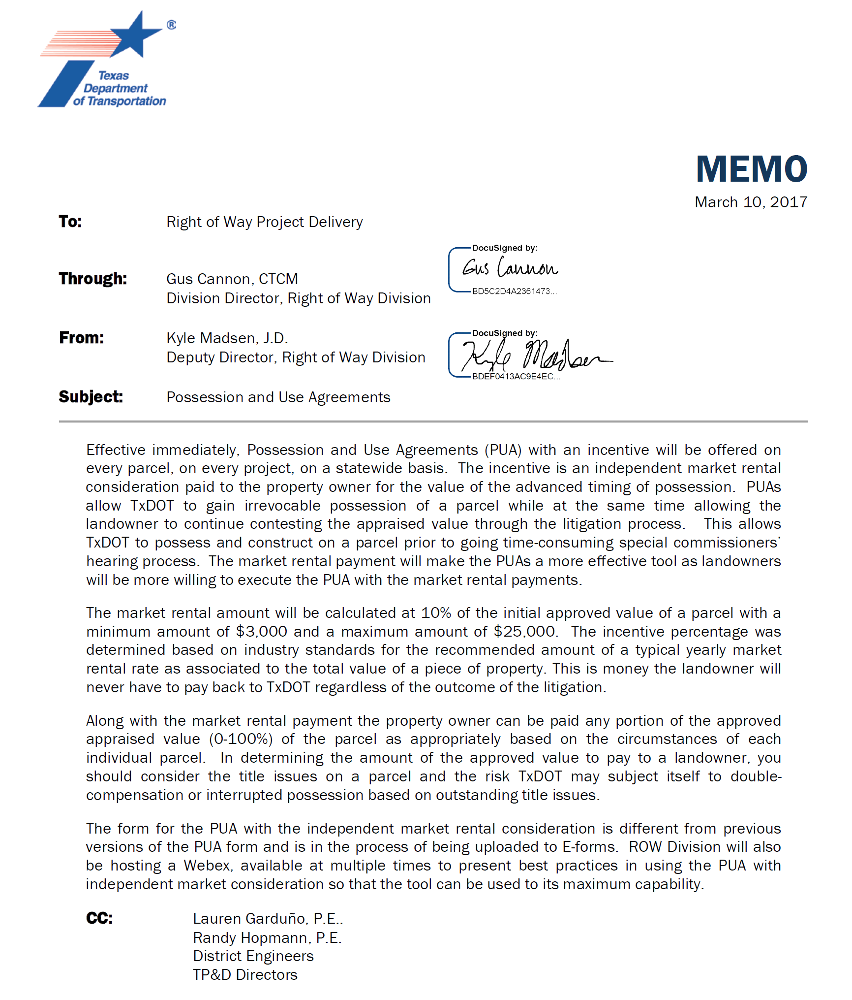 ®
Texas
Department
of Transportation
MEMO
March 10, 2017
To: Right of Way Project Delivery
DocuSigned by:
Gus Cannon
BD5C2D4A2361473...
Through: Gus Cannon, CTCM
Division Director, Right of Way Division
DocuSigned by:
Kyle Madsen
BDEF0413AC9E4EC...
From: Kyle Madsen, J.D.
Deputy Director, Right of Way Division
Subject: Possession and Use Agreements
Effective immediately, Possession and Use Agreements (PUA) with an incentive will be offered on
every parcel, on every project, on a statewide basis. The incentive is an independent market rental
consideration paid to the property owner for the value of the advanced timing of possession. PUAs
allow TxDOT to gain irrevocable possession of a parcel while at the same time allowing the
landowner to continue contesting the appraised value through the litigation process. This allows
TxDOT to possess and construct on a parcel prior to going time-consuming special commissioners’
hearing process. The market rental payment will make the PUAs a more effective tool as landowners
will be more willing to execute the PUA with the market rental payments.
The market rental amount will be calculated at 10% of the initial approved value of a parcel with a
minimum amount of $3,000 and a maximum amount of $25,000. The incentive percentage was
determined based on industry standards for the recommended amount of a typical yearly market
rental rate as associated to the total value of a piece of property. This is money the landowner will
never have to pay back to TxDOT regardless of the outcome of the litigation.
Along with the market rental payment the property owner can be paid any portion of the approved
appraised value (0-100%) of the parcel as appropriately based on the circumstances of each
individual parcel. In determining the amount of the approved value to pay to a landowner, you
should consider the title issues on a parcel and the risk TxDOT may subject itself to double-
compensation or interrupted possession based on outstanding title issues.
The form for the PUA with the independent market rental consideration is different from previous
versions of the PUA form and is in the process of being uploaded to E-forms. ROW Division will also
be hosting a Webex, available at multiple times to present best practices in using the PUA with
independent market consideration so that the tool can be used to its maximum capability.
CC: Lauren Garduño, P.E..
Randy Hopmann, P.E.
District Engineers
TP&D Directors